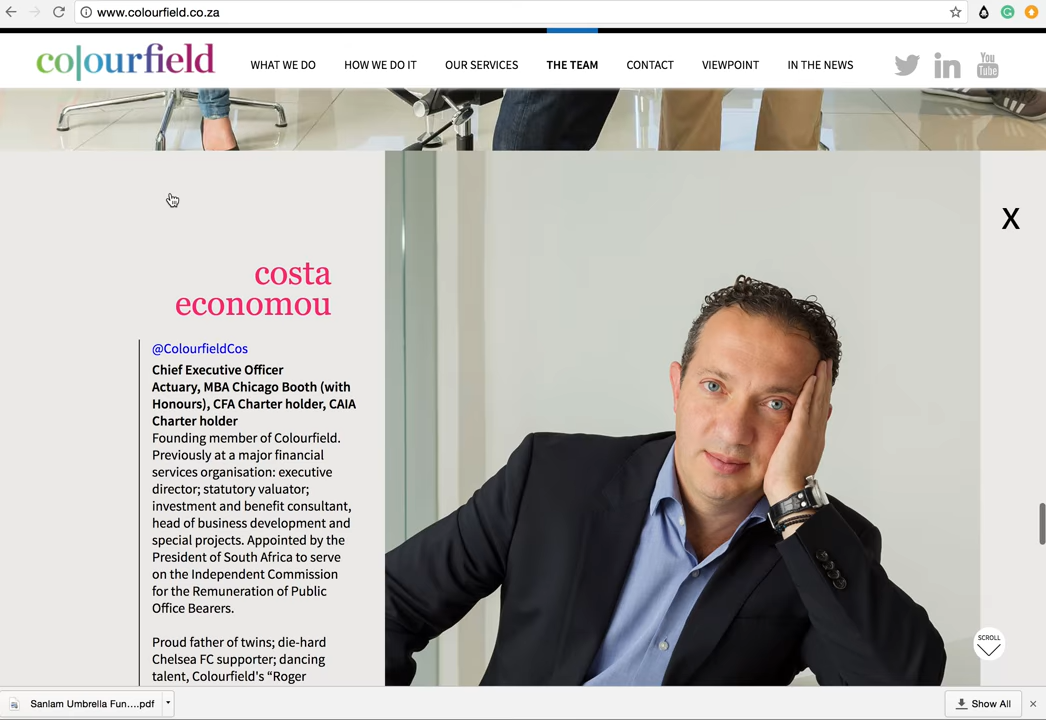 www.colourfield.co.za
colourfield
WHAT WE DO
HOW WE DO IT
OUR SERVICES
THE TEAM
CONTACT
VIEWPOINT
IN THE NEWS
You
Tube
X
costa
economou
@ColourfieldCos
Chief Executive Officer
Actuary, MBA Chicago Booth (with
Honours), CFA Charter holder, CAIA
Charter holder
Founding member of Colourfield.
Previously at a major financial
services organisation: executive
director; statutory valuator;
investment and benefit consultant,
head of business development and
special projects. Appointed by the
President of South Africa to serve
on the Independent Commission
for the Remuneration of Public
Office Bearers.
Proud father of twins; die-hard
Chelsea FC supporter; dancing
talent, Colourfield's "Roger
SCROLL
Sanlam Umbrella Fun....pdf
Show All